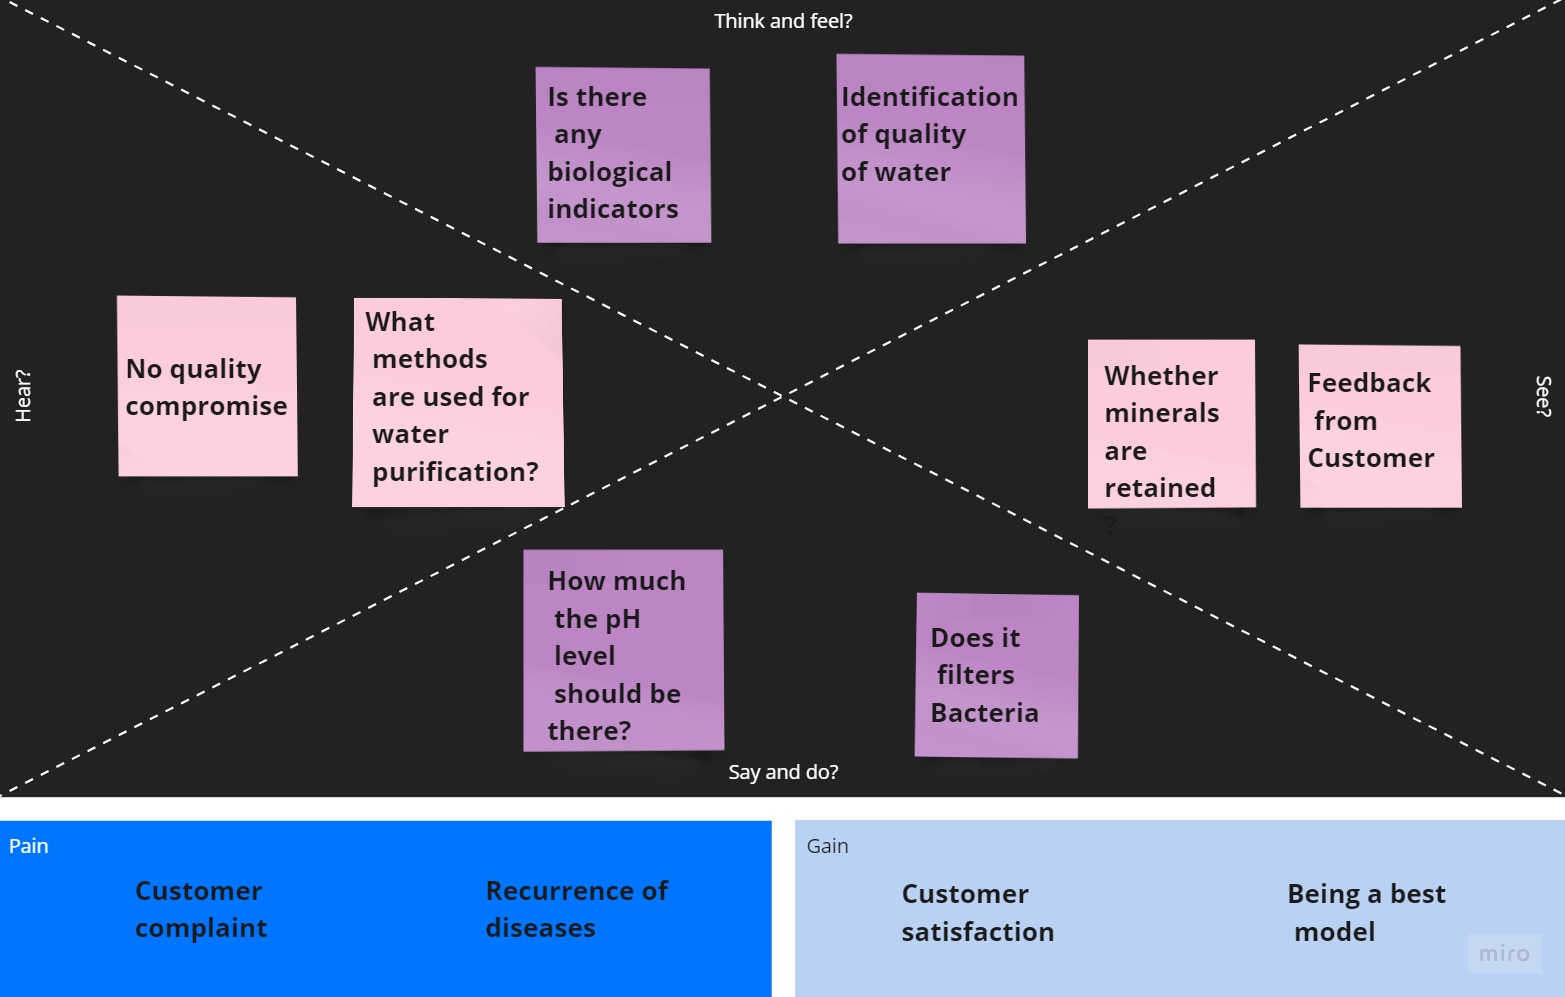 Think and feel?
Is there
any
biological
indicators
Identification
of quality
of water
Hear?
No quality
compromise
What
methods
are used for
water
purification?
Whether
minerals
are
retained
?
Feedback
from
Customer
See?
How much
the pH
level
should be
there?
Does it
filters
Bacteria
Say and do?
Pain
Customer
complaint
Recurrence of
diseases
Gain
Customer
satisfaction
Being a best
model
miro